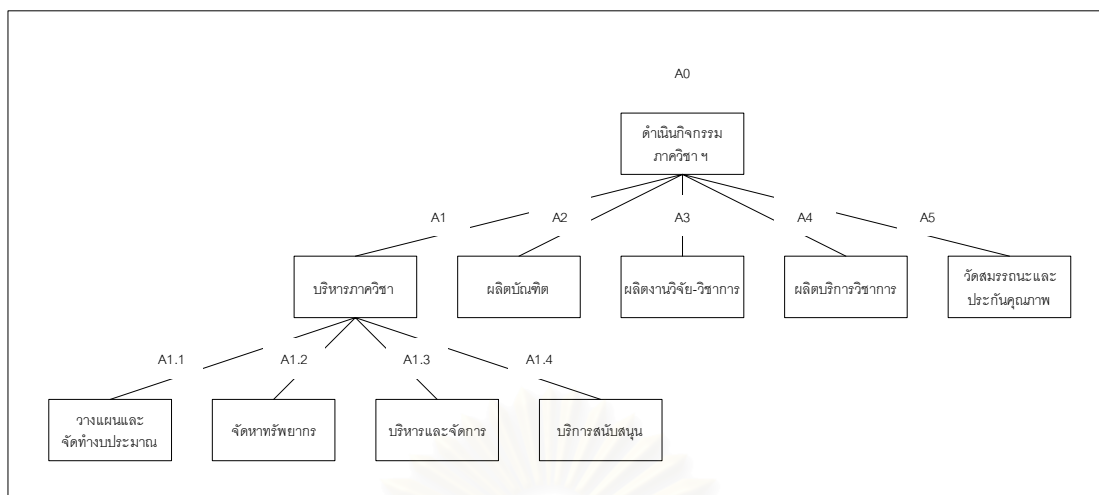 A0
ดำเนินกิจกรรม
ภาควิชา ฯ
A1
A2
A3
A4
A5
บริหารภาควิชา
ผลิตบัณฑิต
ผลิตงานวิจัย-วิชาการ
ผลิตบริการวิชาการ
วัดสมรรถนะและ
ประกันคุณภาพ
A1.1
A1.2
A1.3
A1.4
วางแผนและ
จัดทำงบประมาณ
จัดหาทรัพยากร
บริหารและจัดการ
บริการสนับสนุน